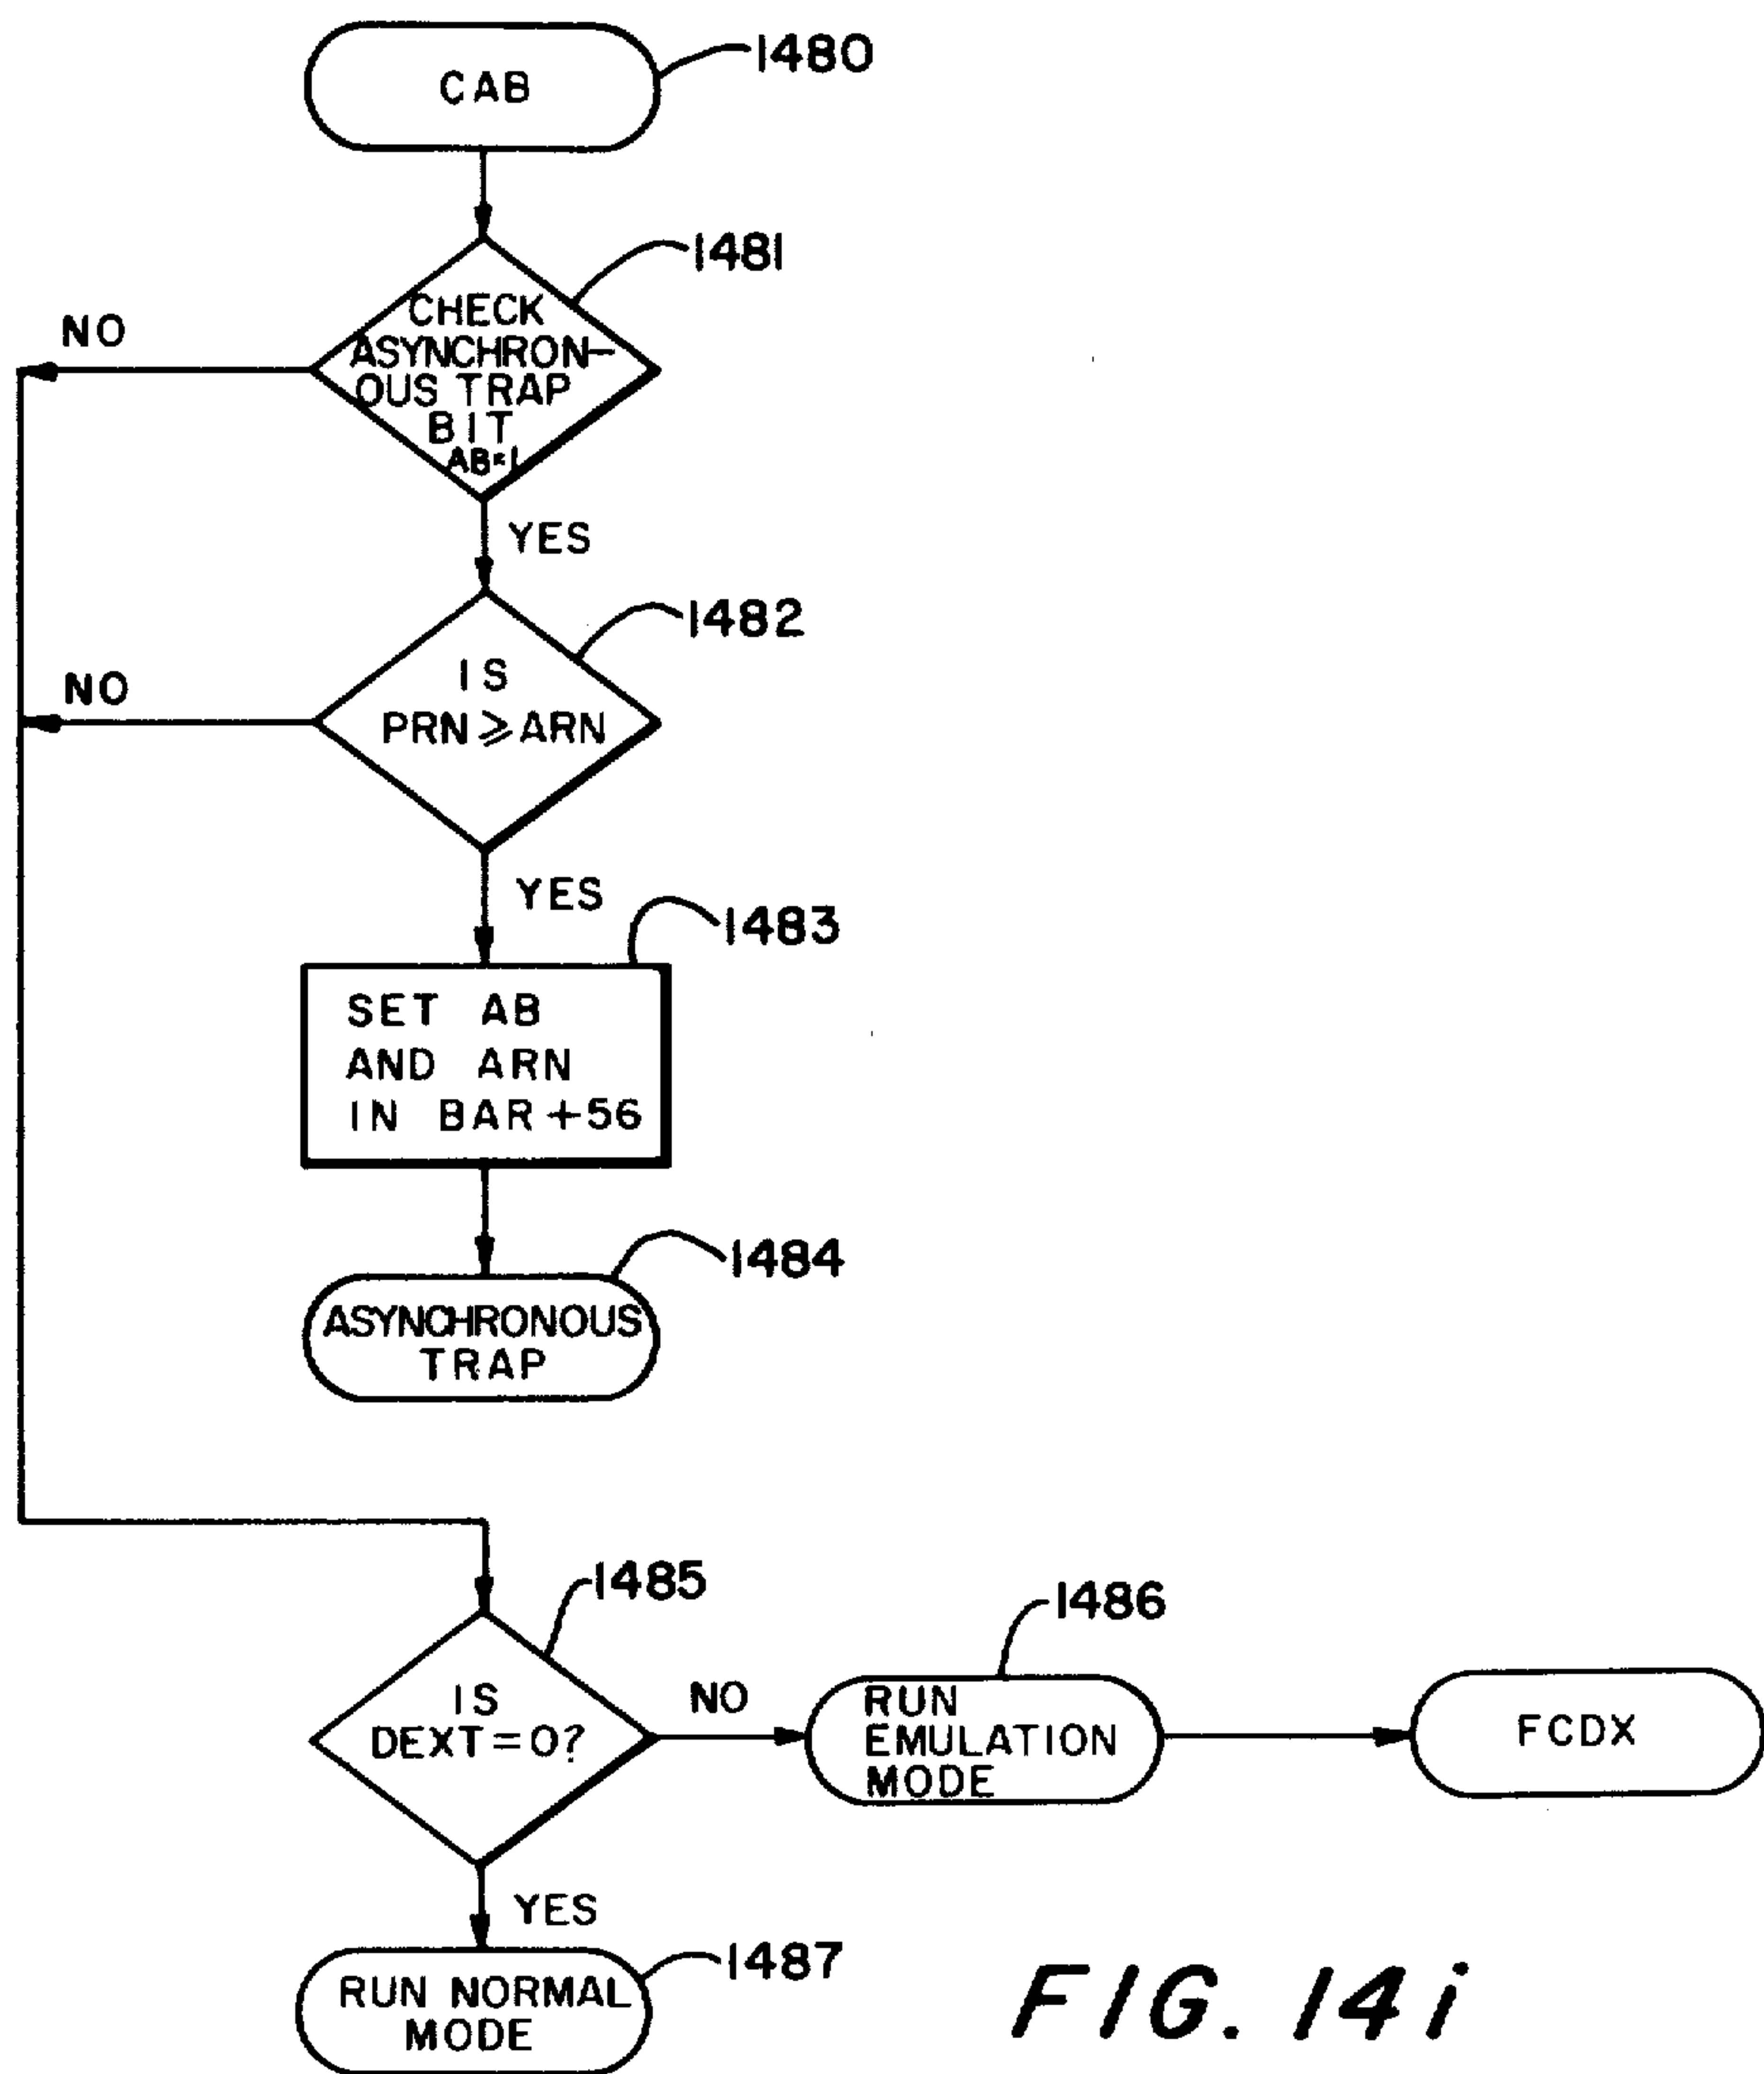 CAB
1480
1481
CHECK
ASYNCHRON-
OUS TRAP
BIT
AB=1
NO
YES
1482
IS
PRN ⩾ ARN
NO
YES
1483
SET AB
AND ARN
IN BAR+56
1484
ASYNCHRONOUS
TRAP
1485
IS
DEXT=0?
NO
1486
RUN
EMULATION
MODE
FCDX
YES
1487
RUN NORMAL
MODE
FIG. 14i